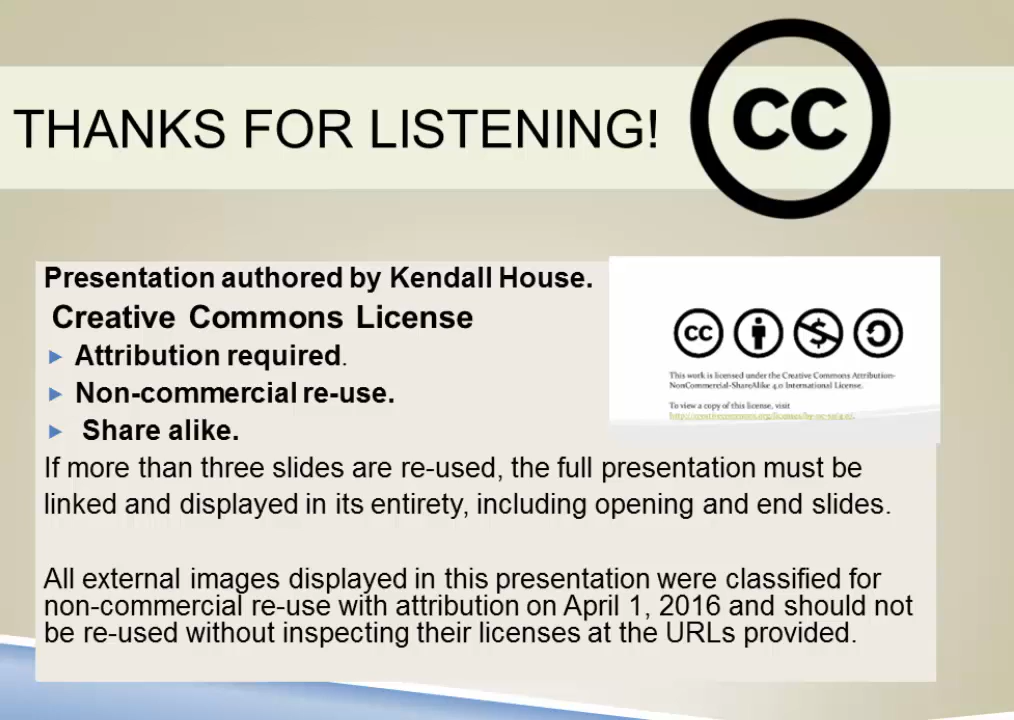 THANKS FOR LISTENING!
CC
Presentation authored by Kendall House.
Creative Commons License
Attribution required.
Non-commercial re-use.
Share alike.
If more than three slides are re-used, the full presentation must be
linked and displayed in its entirety, including opening and end slides.
All external images displayed in this presentation were classified for
non-commercial re-use with attribution on April 1, 2016 and should not
be re-used without inspecting their licenses at the URLs provided.
cc
This work is licensed under the Creative Commons Attribution-
NonCommercial-ShareAlike 4.0 International License.
To view a copy of this license, visit
http://creativecommons.org/licenses/by-nc-sa/4.0/.